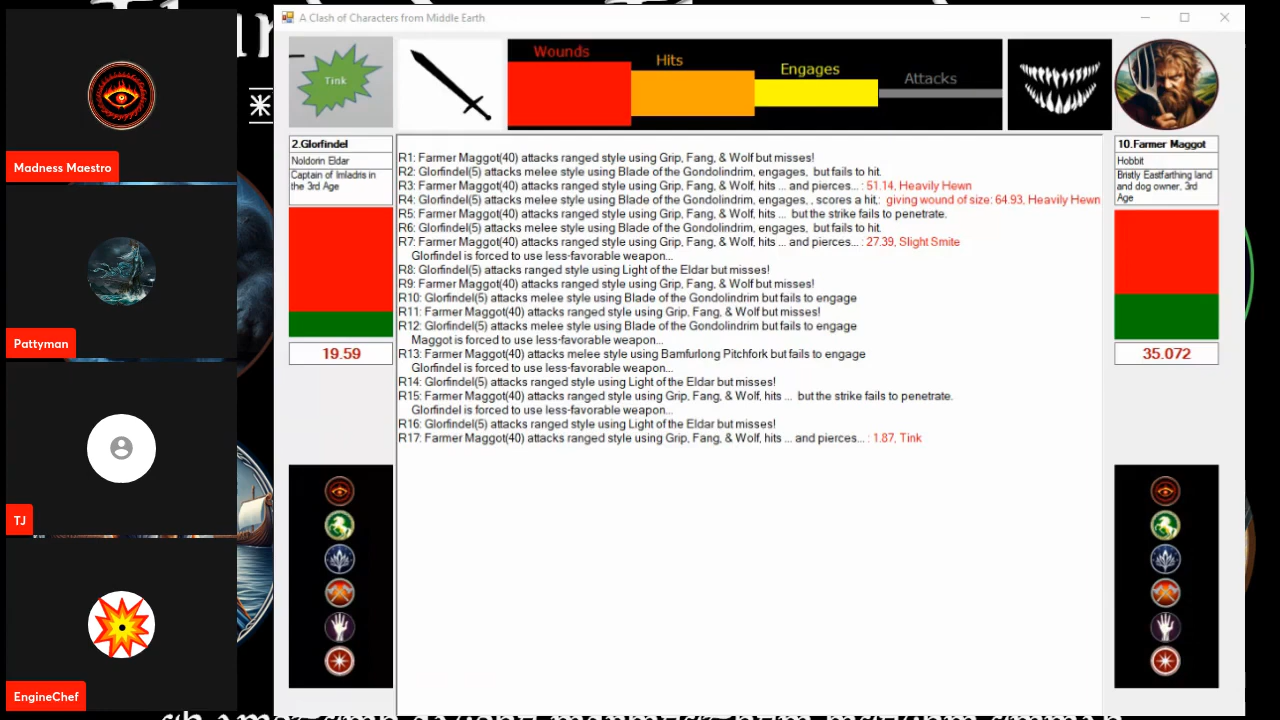 A Clash of Characters from Middle Earth
Tink
Wounds
Hits
Engages
Attacks
Madness Maestro
Pattyman
TJ
EngineChef
2.Glorfindel
Noldorin Eldar
Captain of Imladris in
the 3rd Age
19.59
R1: Farmer Maggot(40) attacks ranged style using Grip, Fang, & Wolf but misses!
R2: Glorfindel(5) attacks melee style using Blade of the Gondolindrim, engages, but fails to hit.
R3: Farmer Maggot(40) attacks ranged style using Grip, Fang, & Wolf, hits ... and pierces... : 51.14, Heavily Hewn
R4: Glorfindel(5) attacks melee style using Blade of the Gondolindrim, engages, , scores a hit,: giving wound of size: 64.93, Heavily Hewn
R5: Farmer Maggot(40) attacks ranged style using Grip, Fang, & Wolf, hits ... but the strike fails to penetrate.
R6: Glorfindel(5) attacks melee style using Blade of the Gondolindrim, engages, but fails to hit.
R7: Farmer Maggot(40) attacks ranged style using Grip, Fang, & Wolf, hits ... and pierces... : 27.39, Slight Smite
Glorfindel is forced to use less-favorable weapon...
R8: Glorfindel(5) attacks ranged style using Light of the Eldar but misses!
R9: Farmer Maggot(40) attacks ranged style using Grip, Fang, & Wolf but misses!
R10: Glorfindel(5) attacks melee style using Blade of the Gondolindrim but fails to engage
R11: Farmer Maggot(40) attacks ranged style using Grip, Fang, & Wolf but misses!
R12: Glorfindel(5) attacks melee style using Blade of the Gondolindrim but fails to engage
Maggot is forced to use less-favorable weapon...
R13: Farmer Maggot(40) attacks melee style using Bamfurlong Pitchfork but fails to engage
Glorfindel is forced to use less-favorable weapon...
R14: Glorfindel(5) attacks ranged style using Light of the Eldar but misses!
R15: Farmer Maggot(40) attacks ranged style using Grip, Fang, & Wolf, hits ... but the strike fails to penetrate.
Glorfindel is forced to use less-favorable weapon...
R16: Glorfindel(5) attacks ranged style using Light of the Eldar but misses!
R17: Farmer Maggot(40) attacks ranged style using Grip, Fang, & Wolf, hits ... and pierces... : 1.87, Tink
10.Farmer Maggot
Hobbit
Bristly Eastfarthing land
and dog owner, 3rd
Age
35.072